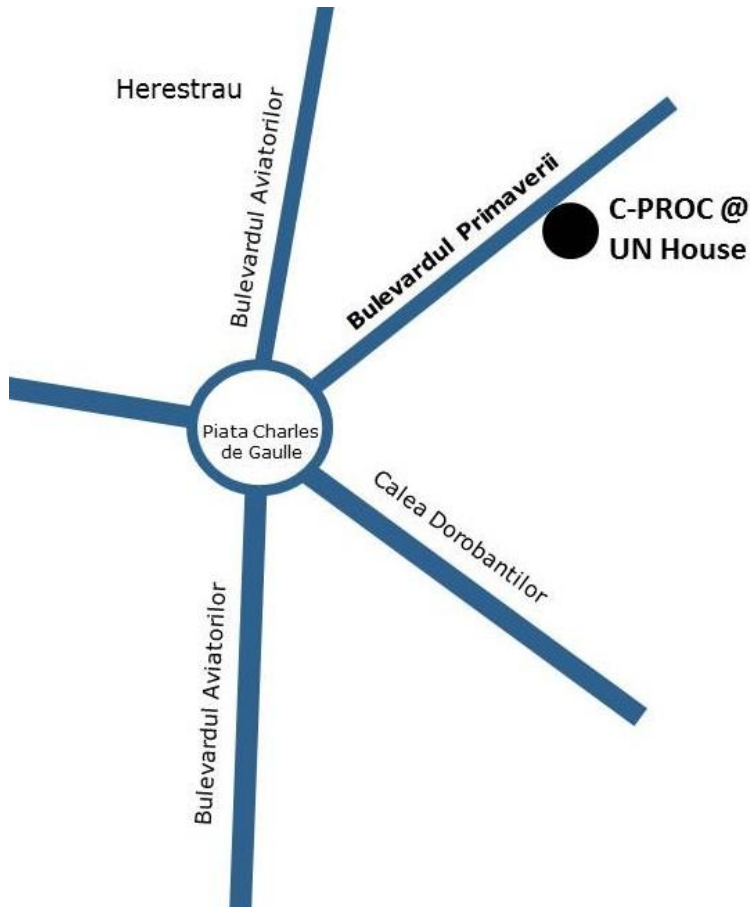 Herestrau
Bulevardul Aviatorilor
Bulevardul Primaverii
C-PROC @
UN House
Piata Charles
de Gaulle
Calea Dorobantilor
Bulevardul Aviatorilor